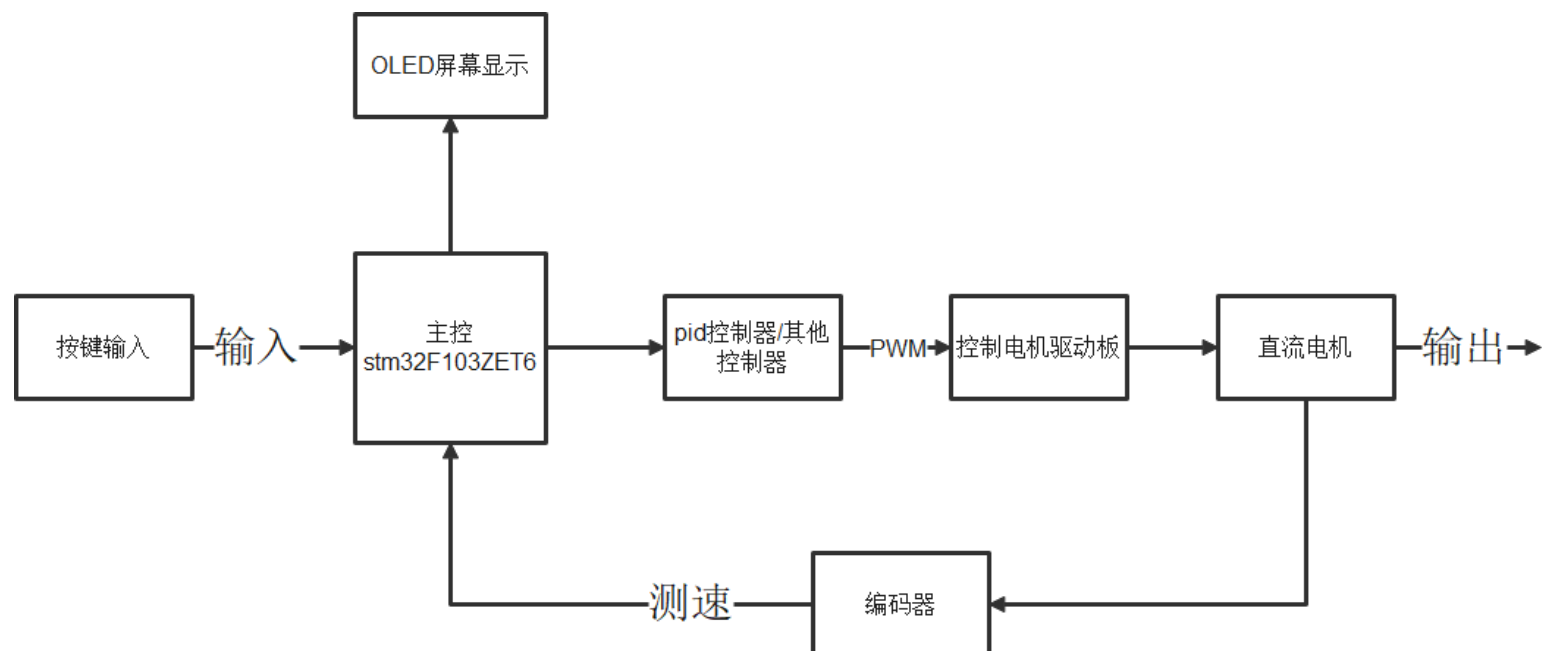 OLED屏幕显示
按键输入
输入
主控
stm32F103ZET6
pid控制器/其他
控制器
PWM
控制电机驱动板
直流电机
输出
测速
编码器